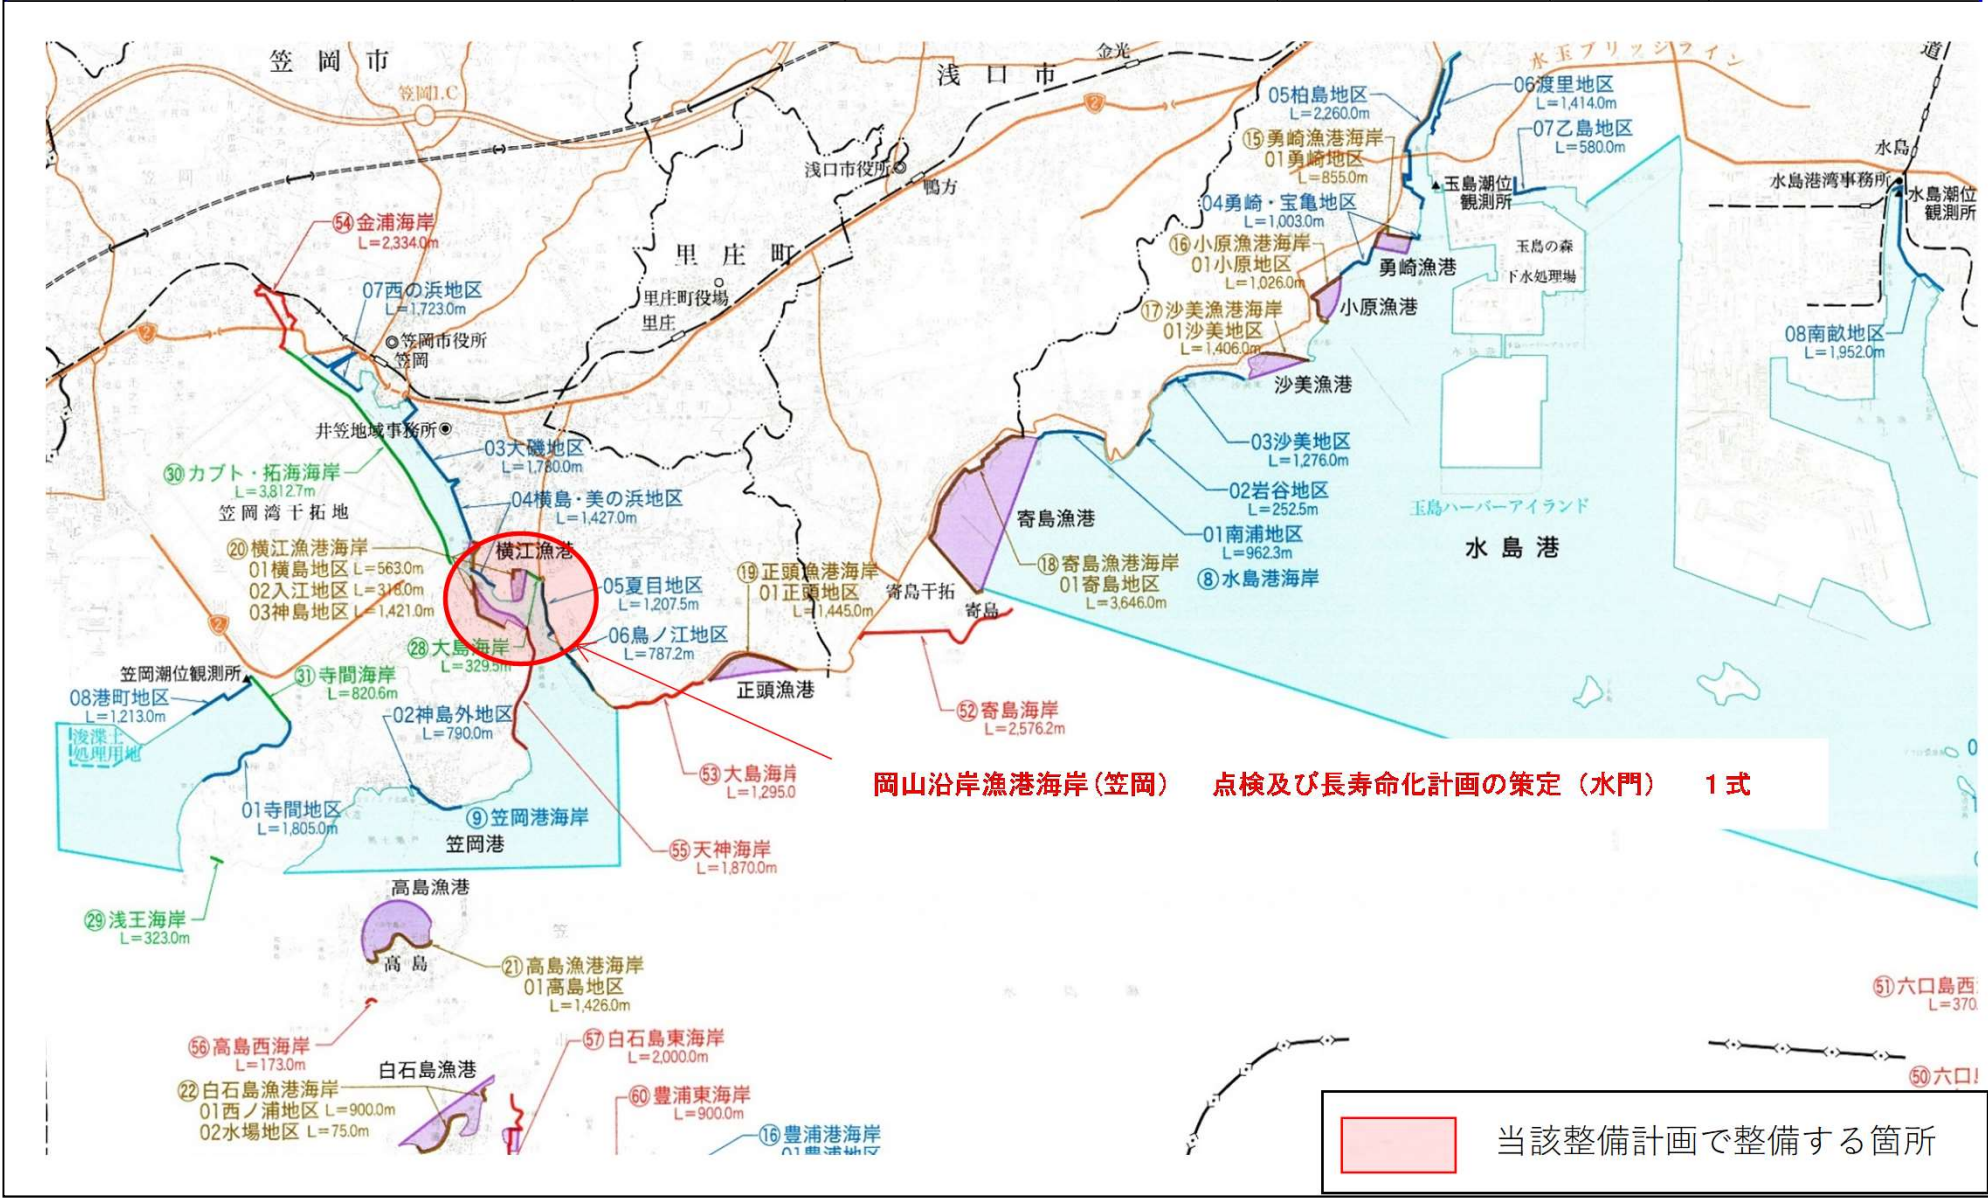 笠岡市
浅口市
金光
水玉ブリッジライン
道
笠岡I.C
2
05柏島地区
L=2,260.0m
06渡里地区
L=1,414.0m
07乙島地区
L=580.0m
⑮勇崎漁港海岸
01勇崎地区
L=855.0m
水島
水島港湾事務所
水島潮位
観測所
浅口市役所
鴨方
玉島潮位
観測所
04勇崎・宝亀地区
L=1,003.0m
54金浦海岸
L=2,334.0m
里庄町
⑯小原漁港海岸
01小原地区
L=1,026.0m
勇崎漁港
玉島の森
下水処理場
07西の浜地区
L=1,723.0m
里庄町役場
里庄
小原漁港
⑰沙美漁港海岸
01沙美地区
L=1,406.0m
2
笠岡市役所
笠岡
08南畝地区
L=1,952.0m
沙美漁港
井笠地域事務所
03大磯地区
L=1,780.0m
03沙美地区
L=1,276.0m
㉚カブト・拓海海岸
L=3,812.7m
笠岡湾干拓地
04横島・美の浜地区
L=1,427.0m
02岩谷地区
L=252.5m
玉島ハーバーアイランド
寄島漁港
01南浦地区
L=962.3m
水島港
⑳横江漁港海岸
01横島地区 L=563.0m
02入江地区 L=318.0m
03神島地区 L=1,421.0m
横江漁港
⑱寄島漁港海岸
01寄島地区
L=3,646.0m
⑧水島港海岸
05夏目地区
L=1,207.5m
⑲正頭漁港海岸
01正頭地区
L=1,445.0m
寄島干拓
寄島
2
㉘大島海岸
L=329.5m
06鳥ノ江地区
L=787.2m
笠岡潮位観測所
㉛寺間海岸
L=820.6m
正頭漁港
08港町地区
L=1,213.0m
02神島外地区
L=790.0m
52寄島海岸
L=2,576.2m
浚渫土
処理用地
53大島海岸
L=1,295.0
岡山沿岸漁港海岸(笠岡) 点検及び長寿命化計画の策定(水門) 1式
01寺間地区
L=1,805.0m
⑨笠岡港海岸
笠岡港
55天神海岸
L=1,870.0m
高島漁港
㉙浅王海岸
L=323.0m
高島
㉑高島漁港海岸
01高島地区
L=1,426.0m
51六口島西
L=370.
56高島西海岸
L=173.0m
57白石島東海岸
L=2,000.0m
白石島漁港
50六口
㉒白石島漁港海岸
01西ノ浦地区 L=900.0m
02水場地区 L=75.0m
60豊浦東海岸
L=900.0m
⑯豊浦港海岸
01豊浦地区
当該整備計画で整備する箇所